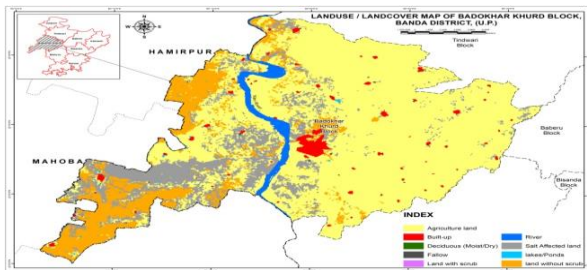 LANDUSE / LANDCOVER MAP OF BADOKHAR KHURD BLOCK,
BANDA DISTRICT, (U.P.)
Tindwari
Block
HAMIRPUR
Badokhar
Khurd
Block
Baberu
Block
MAHOBA
Bisanda
Block
INDEX
Agriculture land
Built-up
River
Deciduous (Moist/Dry)
Salt Affected land
Fallow
lakes/Ponds
Land with scrub
land without scrub